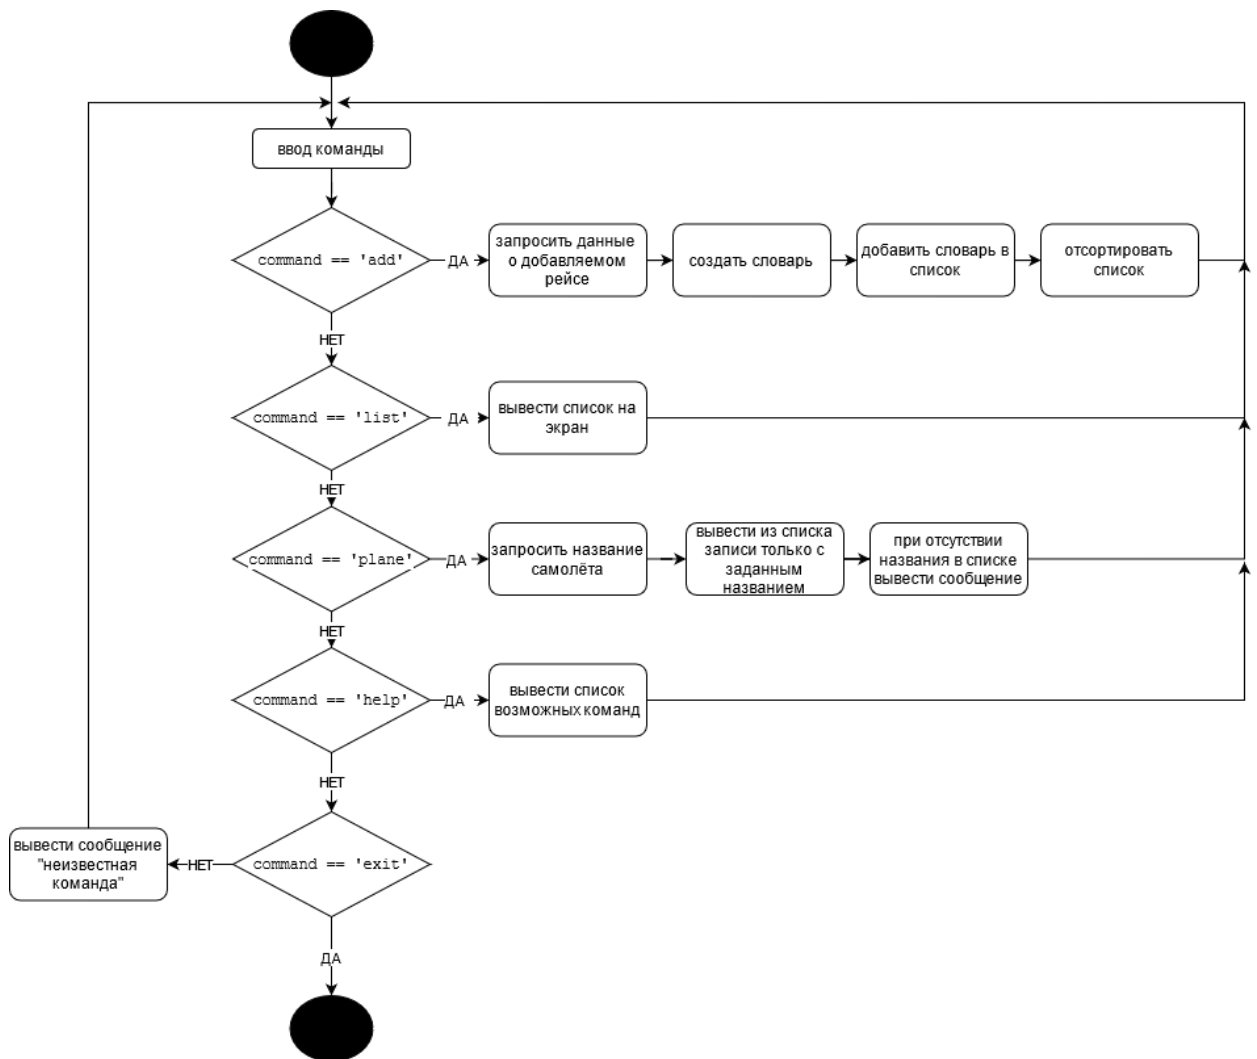 ввод команды
command == 'add'
ДА
запросить данные
о добавляемом
рейсе
создать словарь
добавить словарь в
список
отсортировать
список
НЕТ
command == 'list'
ДА
вывести список на
экран
НЕТ
command == 'plane'
ДА
запросить название
самолёта
вывести из списка
записи только с
заданным
названием
при отсутствии
названия в списке
вывести сообщение
НЕТ
command == 'help'
ДА
вывести список
возможных команд
НЕТ
command == 'exit'
НЕТ
вывести сообщение
"неизвестная
команда"
ДА